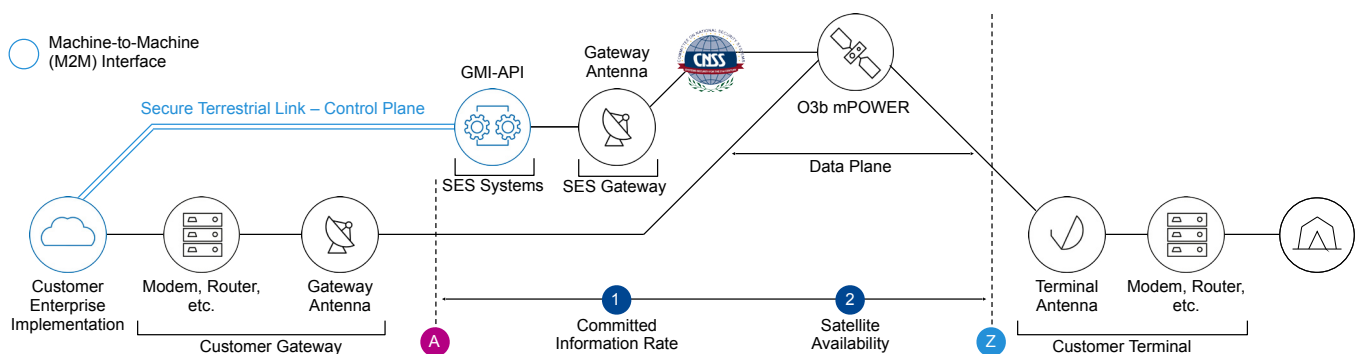 Machine-to-Machine
(M2M) Interface
Secure Terrestrial Link – Control Plane
GMI-API
SES Systems
Gateway
Antenna
SES Gateway
CNSS
O3b mPOWER
Data Plane
Customer
Enterprise
Implementation
Modem, Router,
etc.
Gateway
Antenna
Customer Gateway
A
1
Committed
Information Rate
2
Satellite
Availability
Z
Terminal
Antenna
Modem, Router,
etc.
Customer Terminal